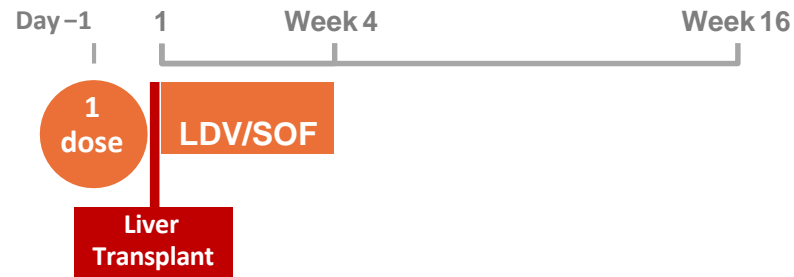 Day –1 1 Week 4 Week 16
1
dose
LDV/SOF
Liver
Transplant